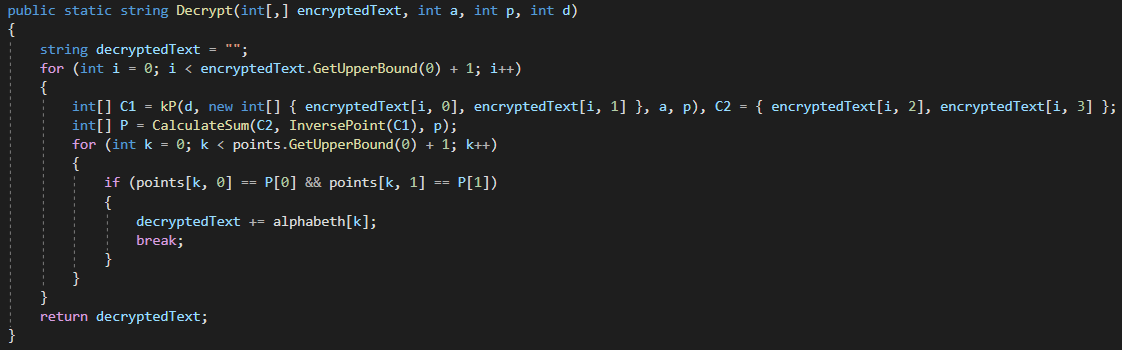 public static string Decrypt(int[,] encryptedText, int a, int p, int d)
{
    string decryptedText = "";
    for (int i = 0; i < encryptedText.GetUpperBound(0) + 1; i++)
    {
        int[] C1 = kP(d, new int[] { encryptedText[i, 0], encryptedText[i, 1] }, a, p), C2 = { encryptedText[i, 2], encryptedText[i, 3] };
        int[] P = CalculateSum(C2, InversePoint(C1), p);
        for (int k = 0; k < points.GetUpperBound(0) + 1; k++)
        {
            if (points[k, 0] == P[0] && points[k, 1] == P[1])
            {
                decryptedText += alphabeth[k];
                break;
            }
        }
    }
    return decryptedText;
}